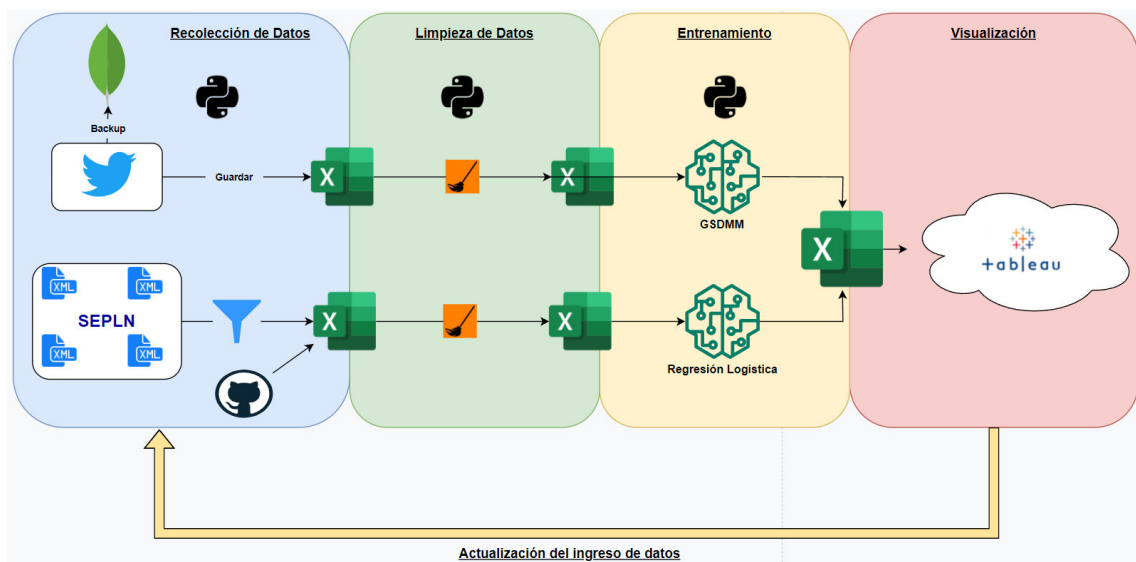 Recolección de Datos
Limpieza de Datos
Entrenamiento
Visualización
Backup
Guardar
X
X
GSDMM
X
+ableau
XML
XML
SEPLN
XML
XML
X
X
Regresión Logistica
Actualización del ingreso de datos